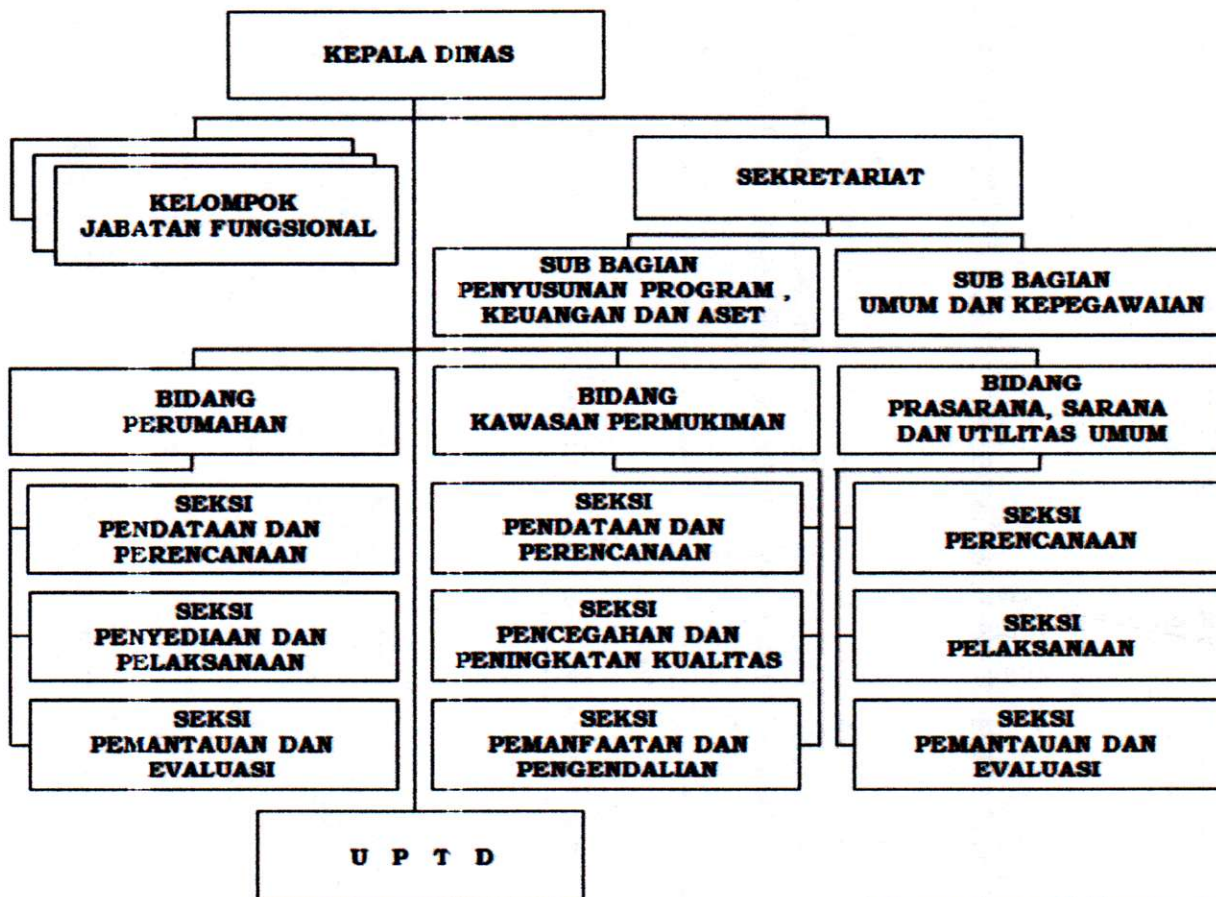 KEPALA DINAS
KELOMPOK
JABATAN FUNGSIONAL
SEKRETARIAT
SUB BAGIAN
PENYUSUNAN PROGRAM ,
KEUANGAN DAN ASET
SUB BAGIAN
UMUM DAN KEPEGAWAIAN
BIDANG
PERUMAHAN
BIDANG
KAWASAN PERMUKIMAN
BIDANG
PRASARANA, SARANA
DAN UTILITAS UMUM
SEKSI
PENDATAAN DAN
PERENCANAAN
SEKSI
PENYEDIAAN DAN
PELAKSANAAN
SEKSI
PEMANTAUAN DAN
EVALUASI
SEKSI
PENDATAAN DAN
PERENCANAAN
SEKSI
PENCEGAHAN DAN
PENINGKATAN KUALITAS
SEKSI
PEMANFAATAN DAN
PENGENDALIAN
SEKSI
PERENCANAAN
SEKSI
PELAKSANAAN
SEKSI
PEMANTAUAN DAN
EVALUASI
U P T D